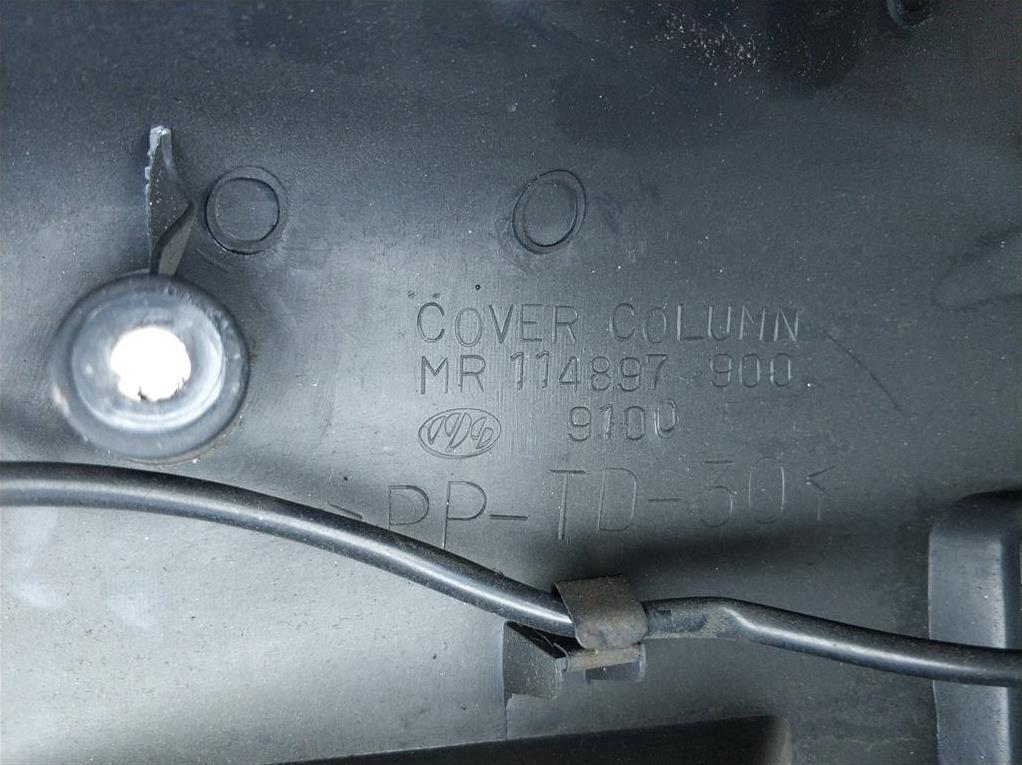 COVER COLUMN
MR 114897-900
9100
>PP-TD-30<